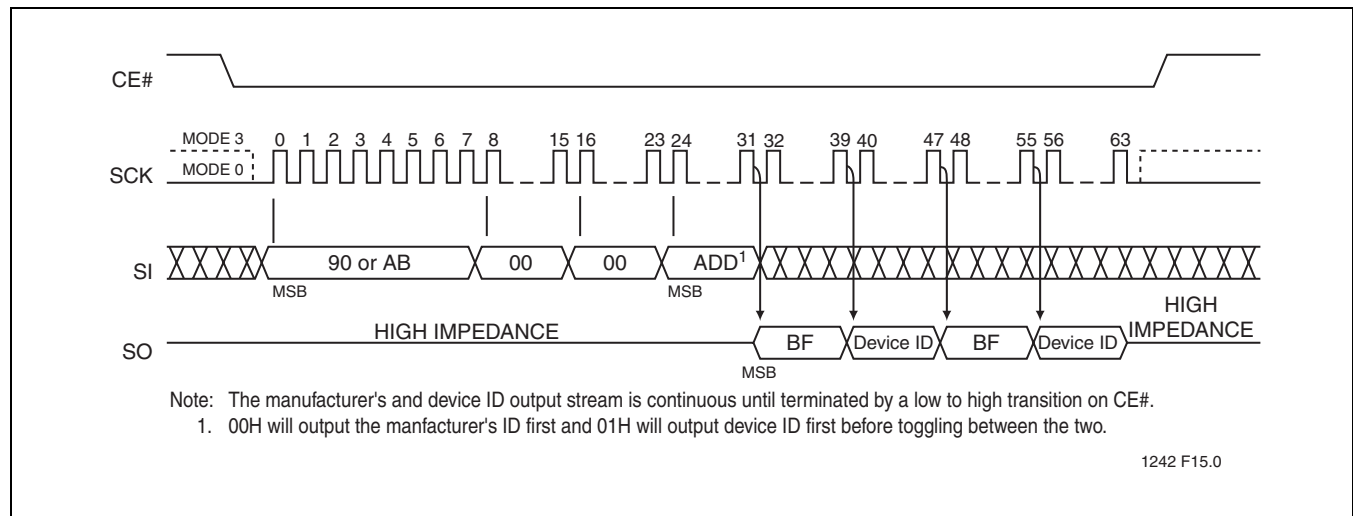 CE#
MODE 3
0 1 2 3 4 5 6 7 8 15 16 23 24 31 32 39 40 47 48 55 56 63
SCK
MODE 0
SI
90 or AB 00 00 ADD1
MSB MSB
HIGH IMPEDANCE
HIGH IMPEDANCE
SO
BF Device ID BF Device ID
MSB
Note: The manufacturer's and device ID output stream is continuous until terminated by a low to high transition on CE#.
1. 00H will output the manfacturer's ID first and 01H will output device ID first before toggling between the two.
1242 F15.0